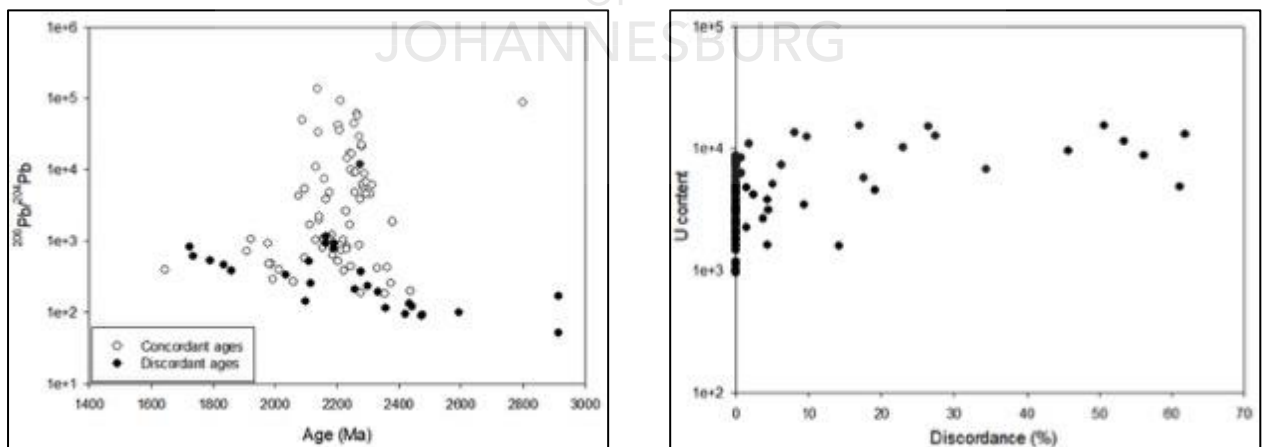 OF
JOHANNESBURG
1e+6
1e+5
1e+4
1e+3
1e+2
1e+1
206Pb/204Pb
1400 1600 1800 2000 2200 2400 2600 2800 3000
Age (Ma)
Concordant ages
Discordant ages
1e+5
1e+4
1e+3
1e+2
U content
0 10 20 30 40 50 60 70
Discordance (%)